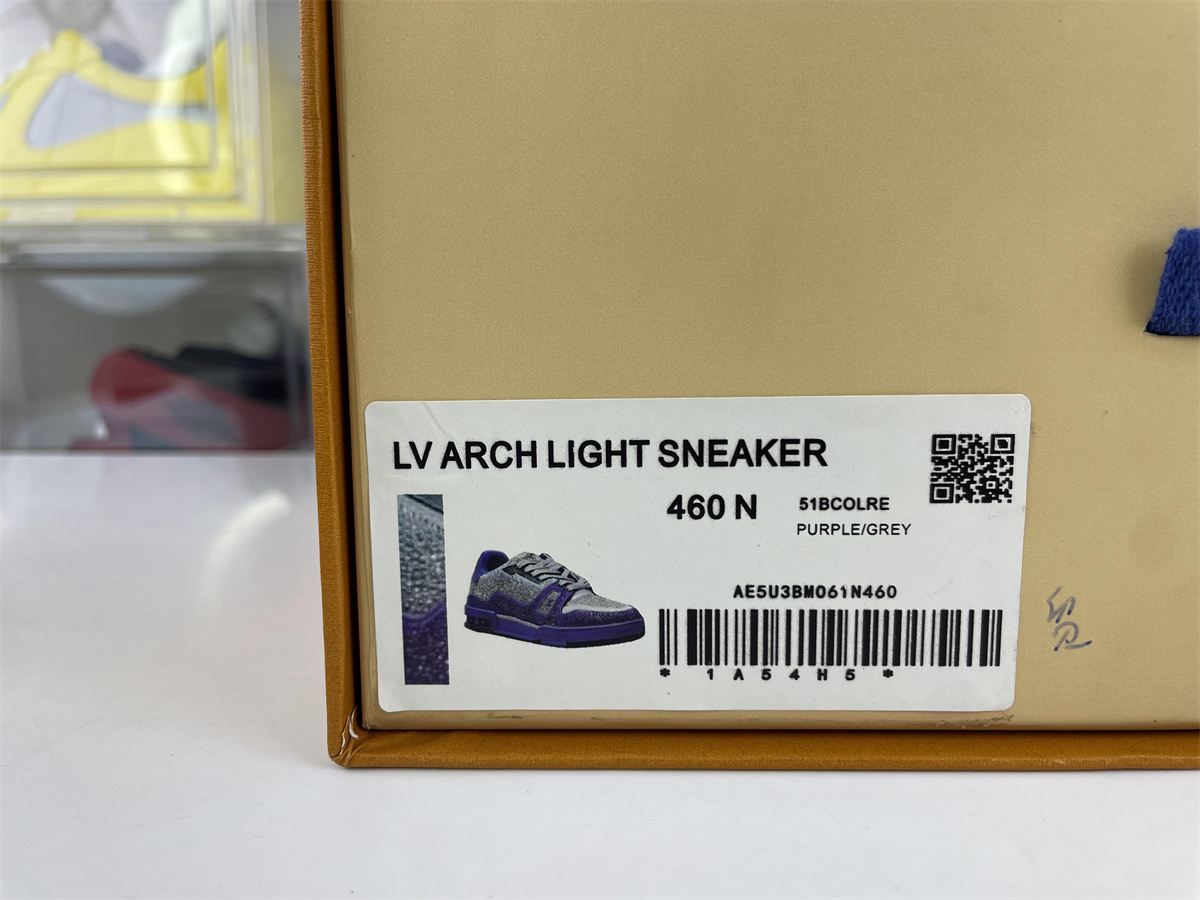 LV ARCH LIGHT SNEAKER
460 N
51BCOLRE
PURPLE/GREY
AE5U3BM061N460
* 1A54H5 *